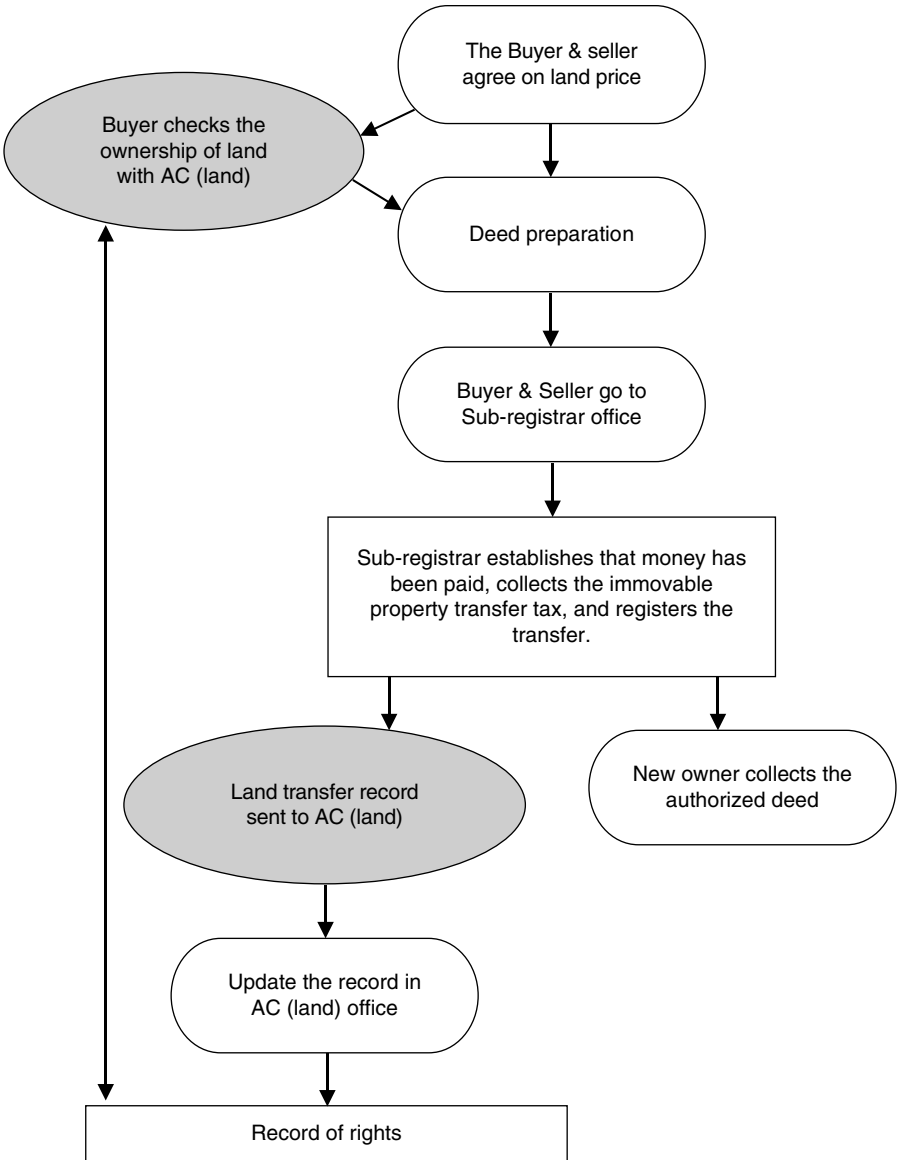 The Buyer & seller
agree on land price
Buyer checks the
ownership of land
with AC (land)
Deed preparation
Buyer & Seller go to
Sub-registrar office
Sub-registrar establishes that money has
been paid, collects the immovable
property transfer tax, and registers the
transfer.
Land transfer record
sent to AC (land)
New owner collects the
authorized deed
Update the record in
AC (land) office
Record of rights